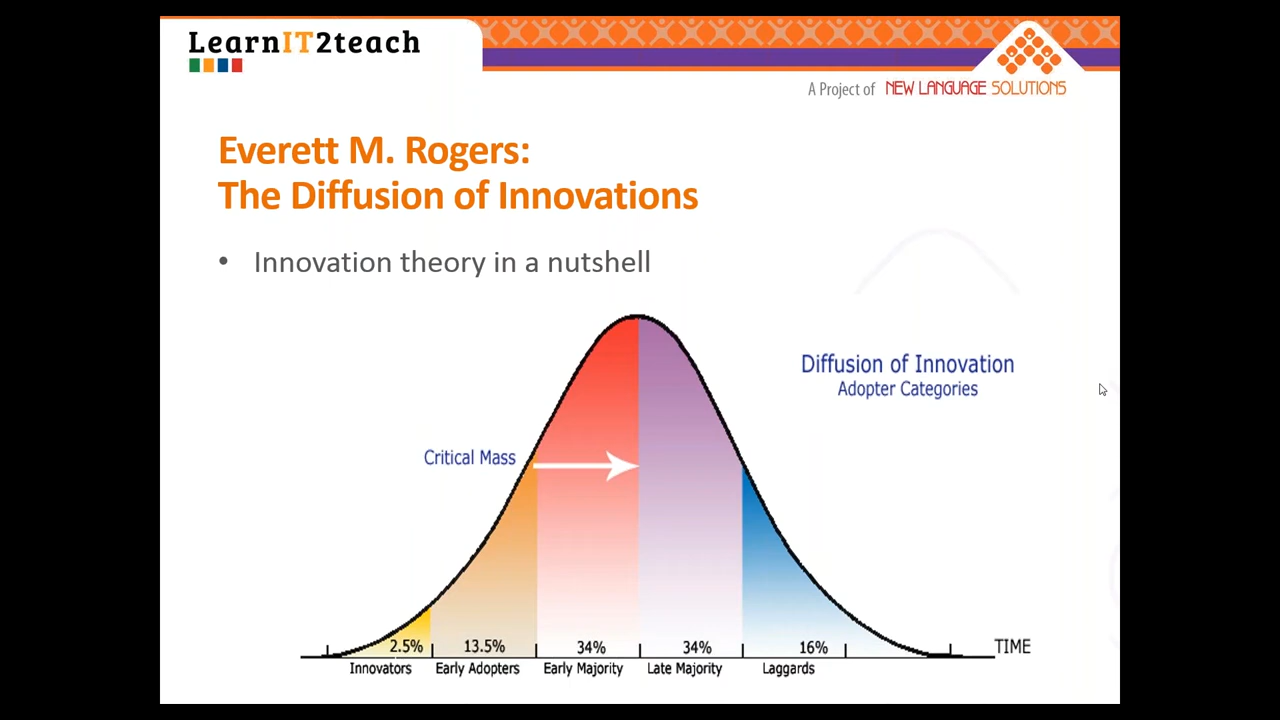 LearnIT2teach
A Project of NEW LANGUAGE SOLUTIONS
Everett M. Rogers:
The Diffusion of Innovations
• Innovation theory in a nutshell
Diffusion of Innovation
Adopter Categories
Critical Mass
2.5% 13.5% 34% 34% 16% TIME
Innovators Early Adopters Early Majority Late Majority Laggards